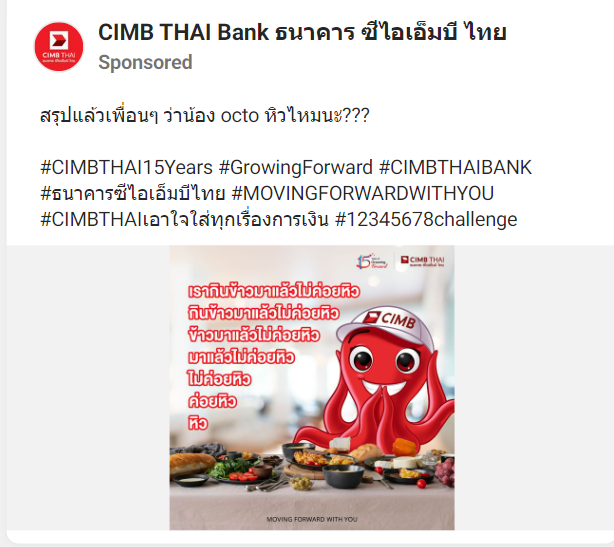 CIMB THAI Bank ธนาคาร ซีไอเอ็มบี ไทย
Sponsored
สรุปแล้วเพื่อนๆ ว่าน้อง octo หิวไหมนะ???
#CIMBTHAI15Years #GrowingForward #CIMBTHAIBANK
#ธนาคารซีไอเอ็มบีไทย #MOVINGFORWARDWITHYOU
#CIMBTHAIเอาใจใส่ทุกเรื่องการเงิน #12345678challenge
CIMB THAI
15
Growing
Forward
CIMB THAI
เรากินข้าวมาแล้วไม่ค่อยหิว
กินข้าวมาแล้วไม่ค่อยหิว
ข้าวมาแล้วไม่ค่อยหิว
มาแล้วไม่ค่อยหิว
ไม่ค่อยหิว
ค่อยหิว
หิว
CIMB
MOVING FORWARD WITH YOU